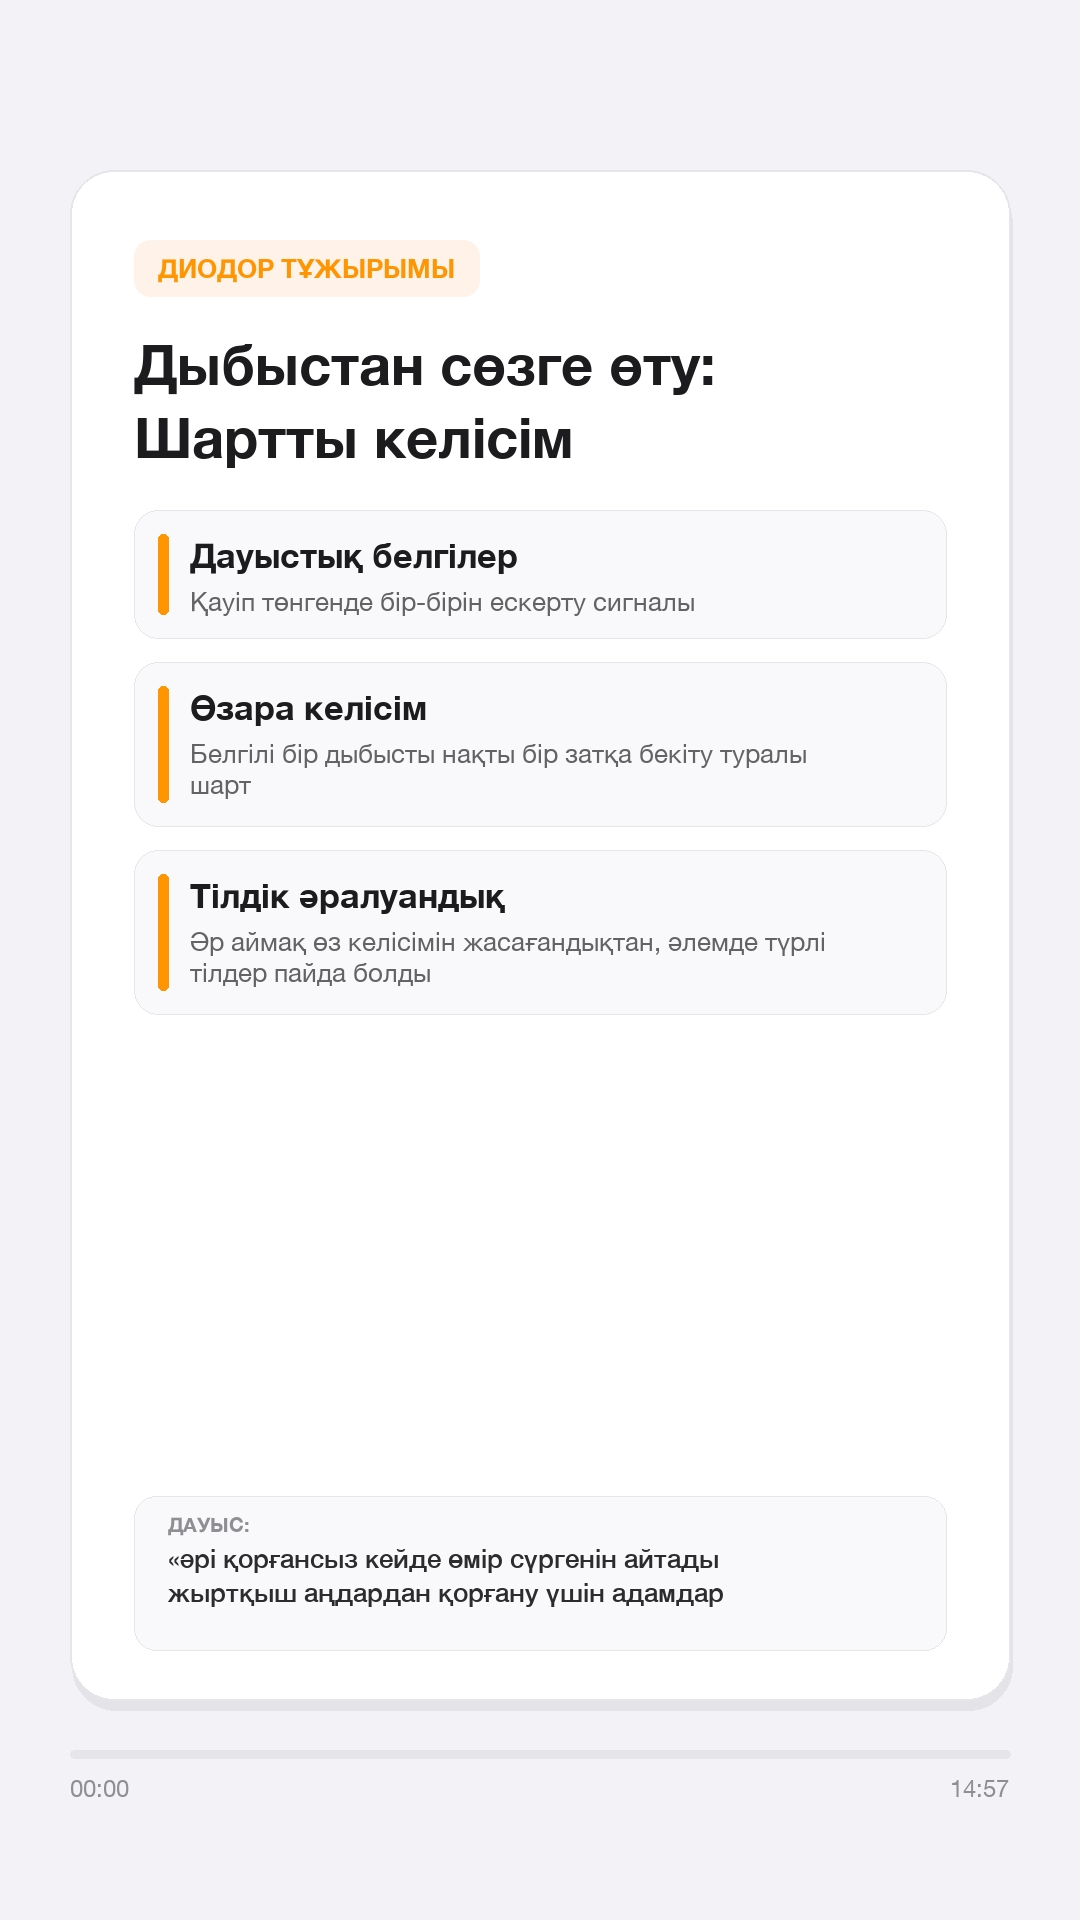 ДИОДОР ТҰЖЫРЫМЫ
Дыбыстан сөзге өту:
Шартты келісім
Дауыстық белгілер
Қауіп төнгенде бір-бірін ескерту сигналы
Өзара келісім
Белгілі бір дыбысты нақты бір затқа бекіту туралы
шарт
Тілдік әралуандық
Әр аймақ өз келісімін жасағандықтан, әлемде түрлі
тілдер пайда болды
ДАУЫС:
«әрі қорғансыз кейде өмір сүргенін айтады
жыртқыш аңдардан қорғану үшін адамдар
00:00
14:57